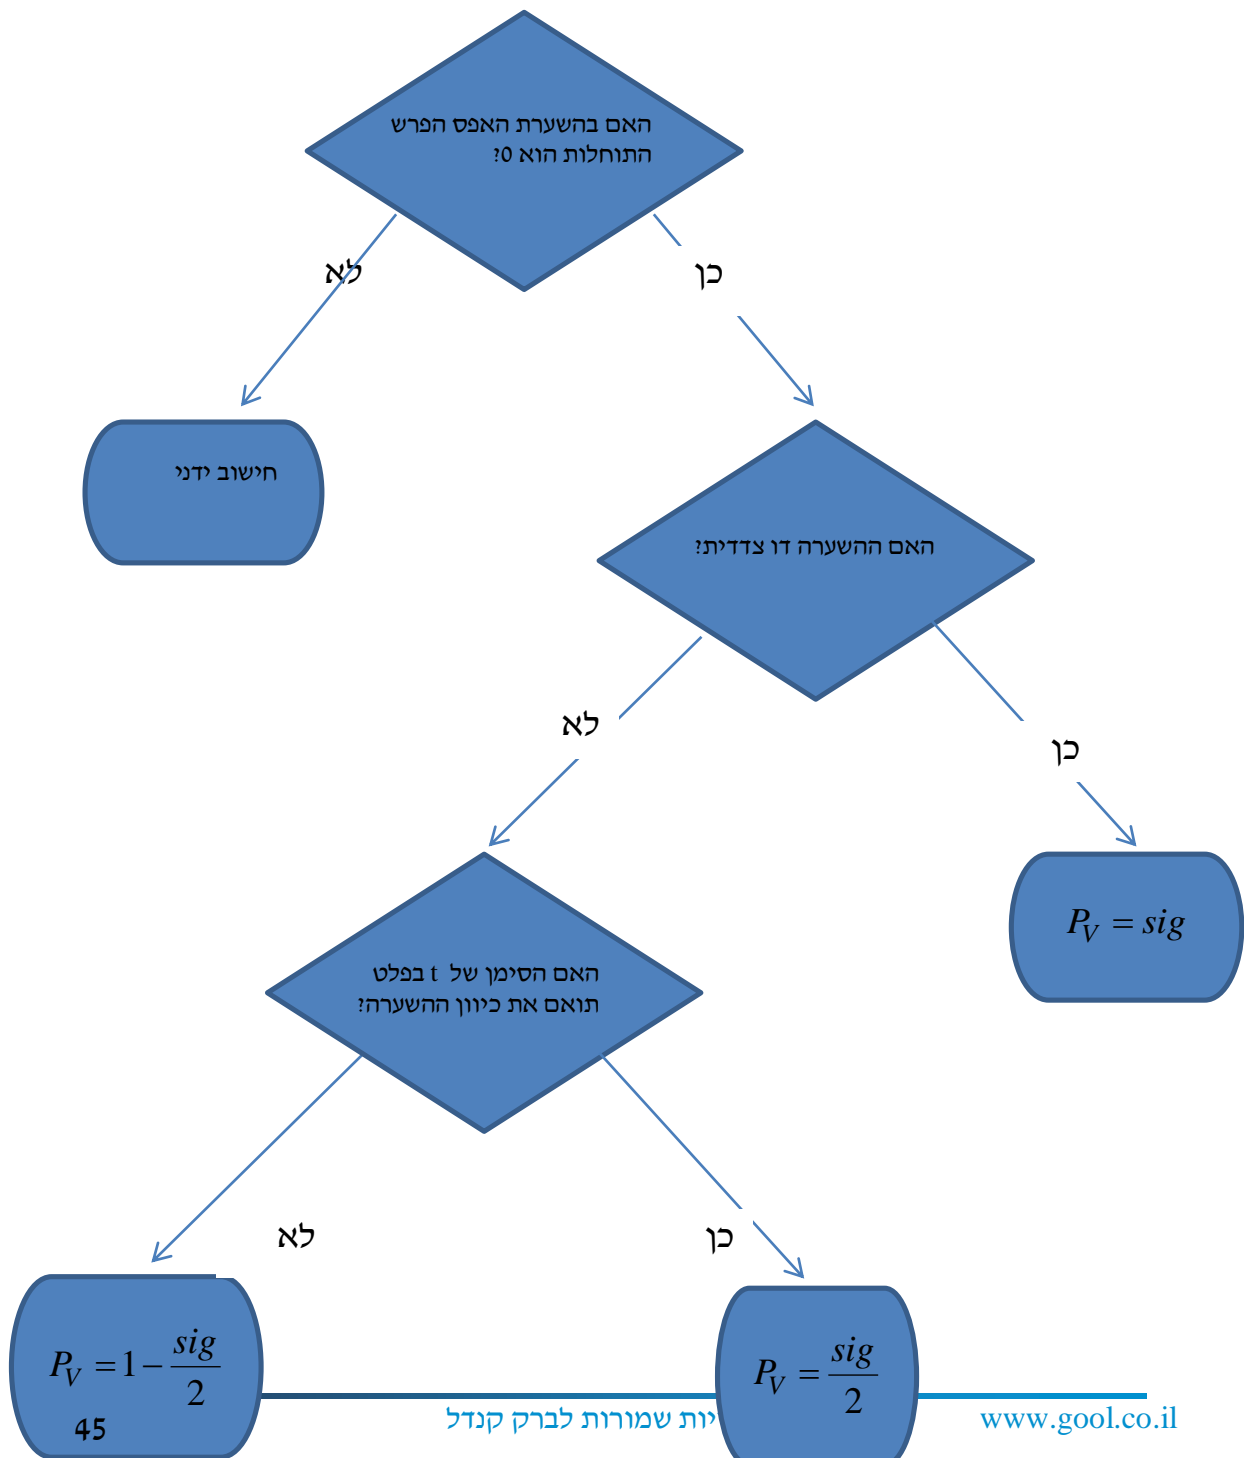 האם בהשערת האפס הפרש
התוחלות הוא 0?
לא
כן
חישוב ידני
האם ההשערה דו צדדית?
לא
כן
P_V = sig
האם הסימן של t בפלט
תואם את כיוון ההשערה?
לא
כן
P_V = 1 - sig/2
P_V = sig/2
45
יות שמורות לברק קנדל
www.gool.co.il